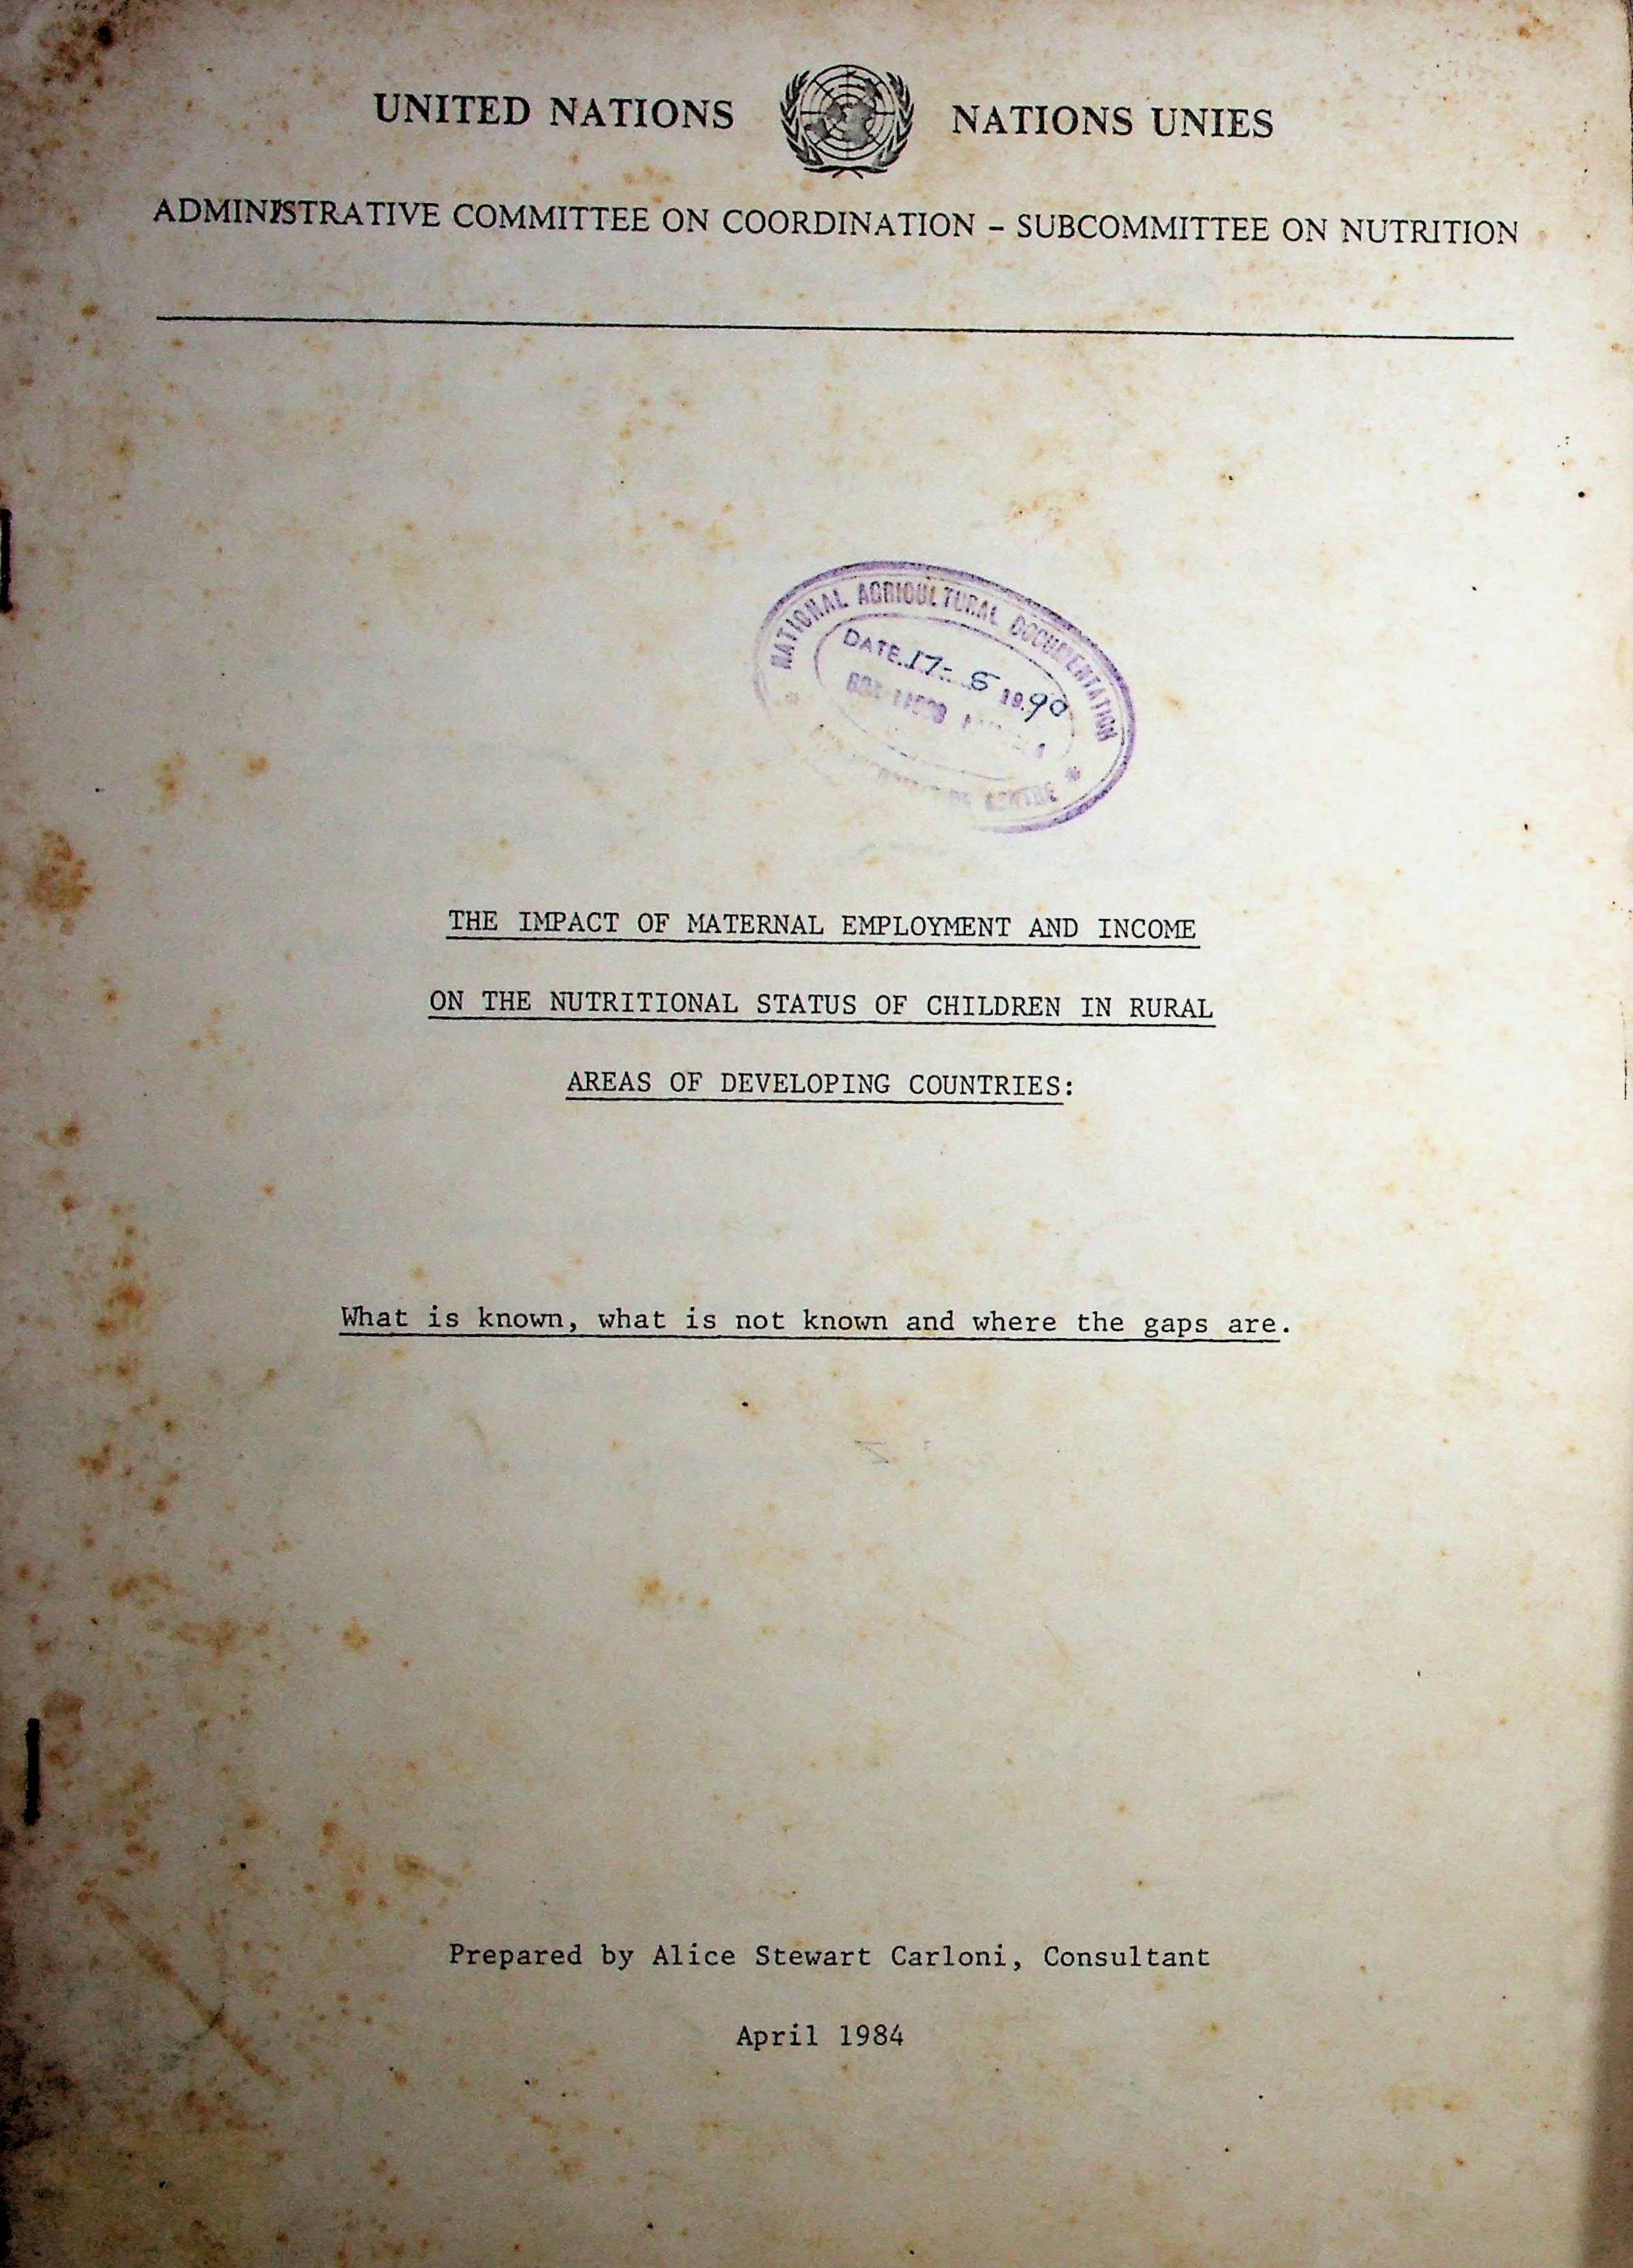 UNITED NATIONS NATIONS UNIES
ADMINISTRATIVE COMMITTEE ON COORDINATION – SUBCOMMITTEE ON NUTRITION
NATIONAL AGRICULTURAL DOCUMENTATION
DATE 17- 8 1990
CENTRE
THE IMPACT OF MATERNAL EMPLOYMENT AND INCOME
ON THE NUTRITIONAL STATUS OF CHILDREN IN RURAL
AREAS OF DEVELOPING COUNTRIES:
What is known, what is not known and where the gaps are.
Prepared by Alice Stewart Carloni, Consultant
April 1984